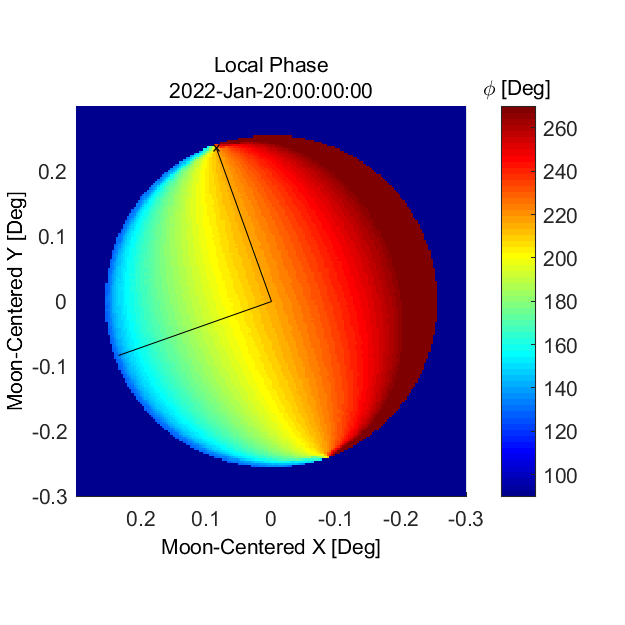 Local Phase
2022-Jan-20:00:00:00:00
ϕ [Deg]
260
240
220
200
180
160
140
120
100
0.2
0.1
0
-0.1
-0.2
-0.3
Moon-Centered Y [Deg]
x
0.2 0.1 0 -0.1 -0.2 -0.3
Moon-Centered X [Deg]